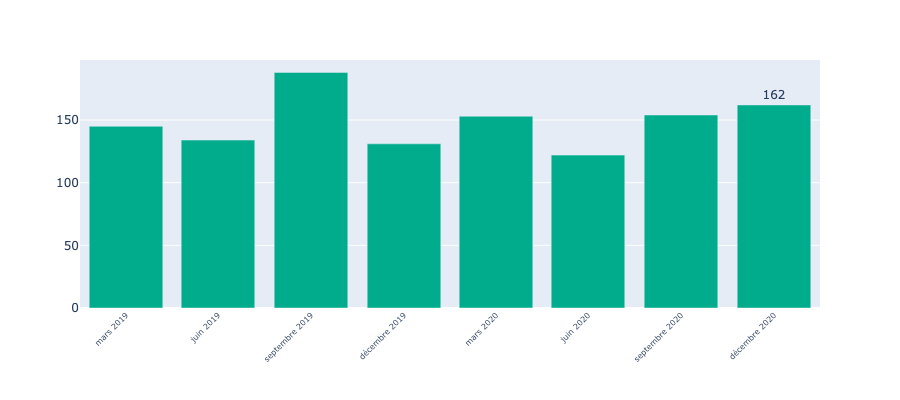 162
150
100
50
0
mars 2019
juin 2019
septembre 2019
décembre 2019
mars 2020
juin 2020
septembre 2020
décembre 2020